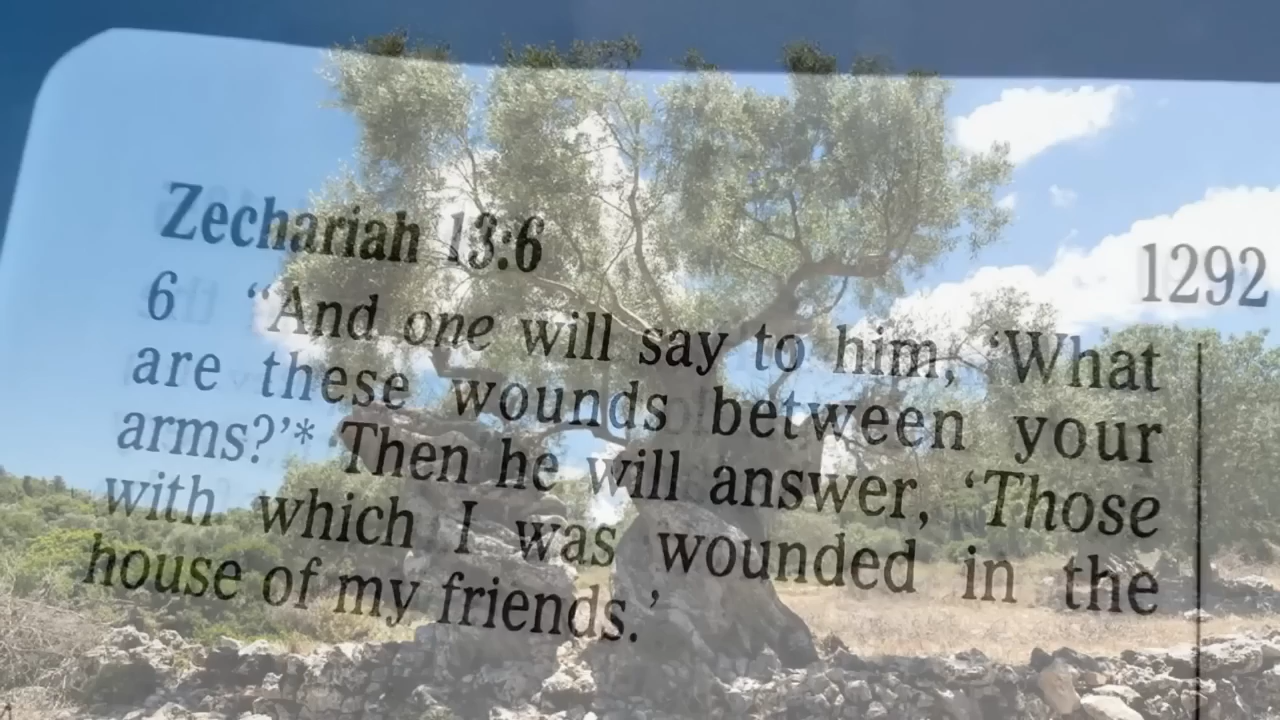 Zechariah 13:6
1292
6 “And one will say to him, ‘What
are these wounds between your
arms?’* Then he will answer, ‘Those
with which I was wounded in the
house of my friends.’